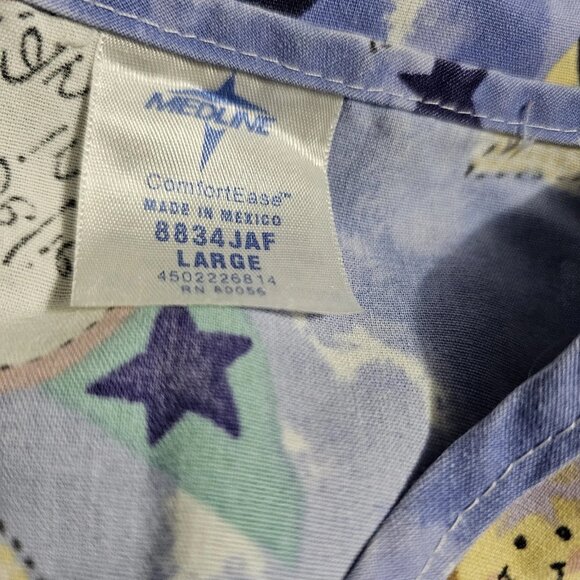 MEDLINE
ComfortEase™
MADE IN MEXICO
8834JAF
LARGE
4502226814
RN 80056